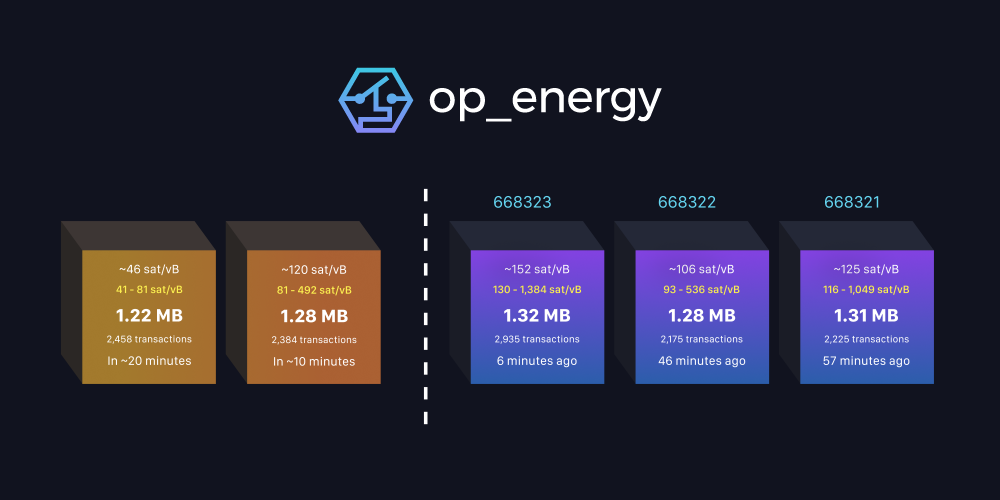 op_energy
~46 sat/vB
41 - 81 sat/vB
1.22 MB
2,458 transactions
In ~20 minutes
~120 sat/vB
81 - 492 sat/vB
1.28 MB
2,384 transactions
In ~10 minutes
668323
~152 sat/vB
130 - 1,384 sat/vB
1.32 MB
2,935 transactions
6 minutes ago
668322
~106 sat/vB
93 - 536 sat/vB
1.28 MB
2,175 transactions
46 minutes ago
668321
~125 sat/vB
116 - 1,049 sat/vB
1.31 MB
2,225 transactions
57 minutes ago